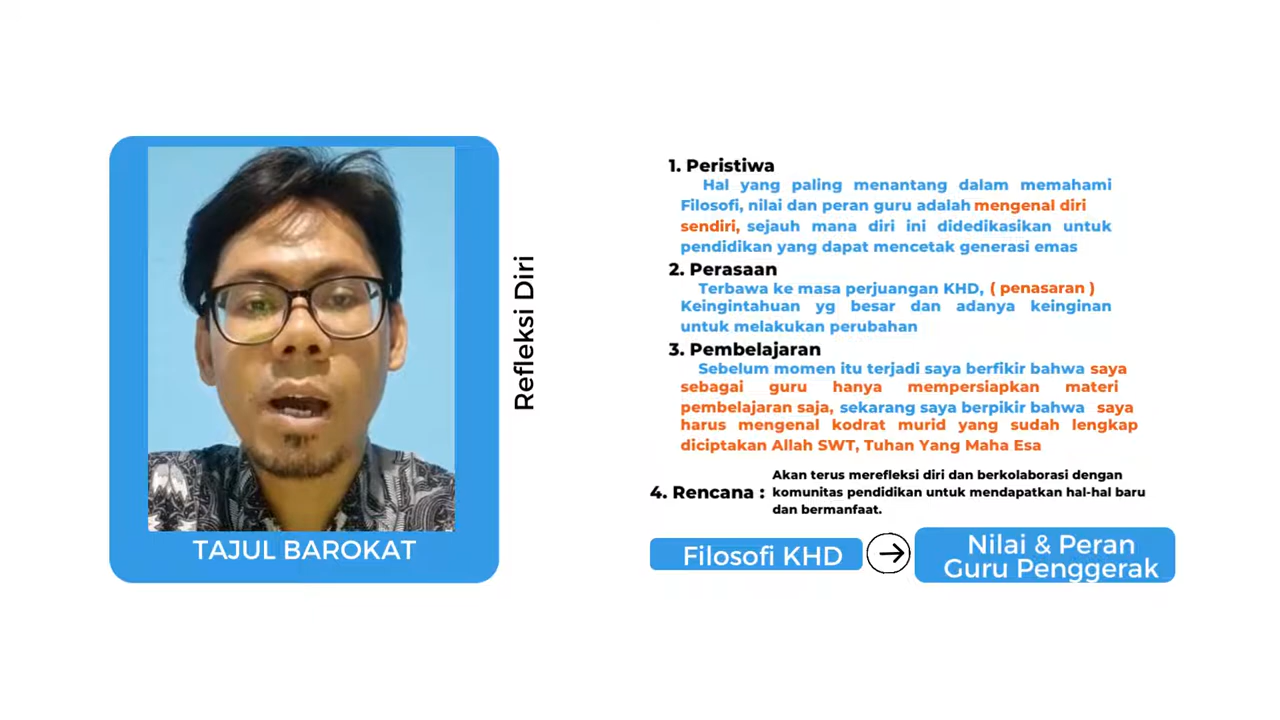 TAJUL BAROKAT
Refleksi Diri
1. Peristiwa
Hal yang paling menantang dalam memahami
Filosofi, nilai dan peran guru adalah mengenal diri
sendiri, sejauh mana diri ini didedikasikan untuk
pendidikan yang dapat mencetak generasi emas
2. Perasaan
Terbawa ke masa perjuangan KHD, ( penasaran )
Keingintahuan yg besar dan adanya keinginan
untuk melakukan perubahan
3. Pembelajaran
Sebelum momen itu terjadi saya berfikir bahwa saya
sebagai guru hanya mempersiapkan materi
pembelajaran saja, sekarang saya berpikir bahwa saya
harus mengenal kodrat murid yang sudah lengkap
diciptakan Allah SWT, Tuhan Yang Maha Esa
4. Rencana :
Akan terus merefleksi diri dan berkolaborasi dengan
komunitas pendidikan untuk mendapatkan hal-hal baru
dan bermanfaat.
Filosofi KHD
Nilai & Peran
Guru Penggerak